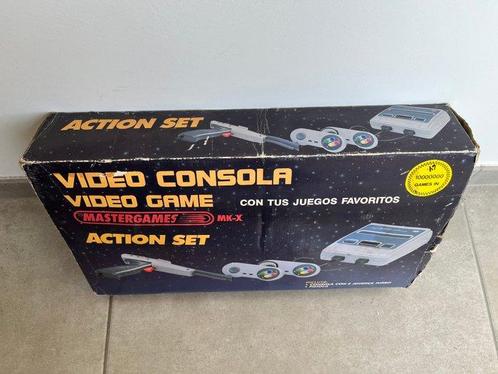 ACTION SET
VIDEO CONSOLA
VIDEO GAME
MASTERGAMES MK-X
ACTION SET
CON TUS JUEGOS FAVORITOS
10000000
GAMES IN